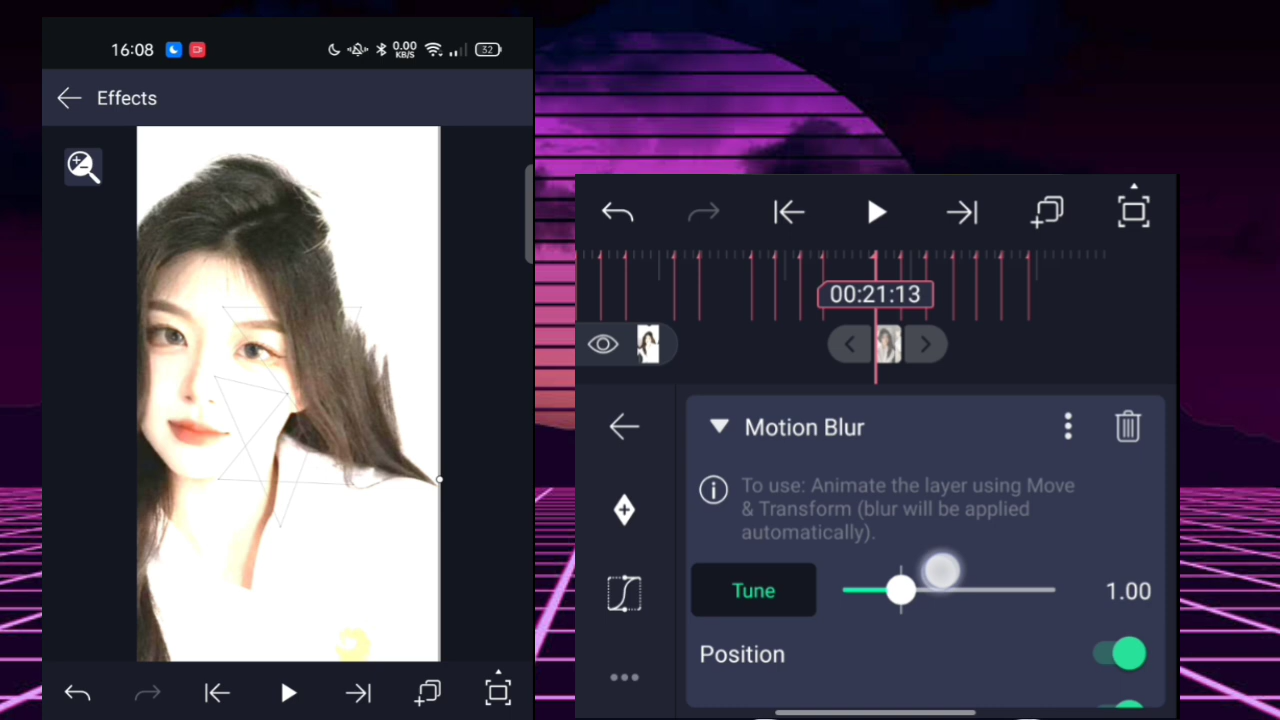 16:08
0.00
KB/S
32
Effects
00:21:13
Motion Blur
To use: Animate the layer using Move
& Transform (blur will be applied
automatically).
Tune
1.00
Position